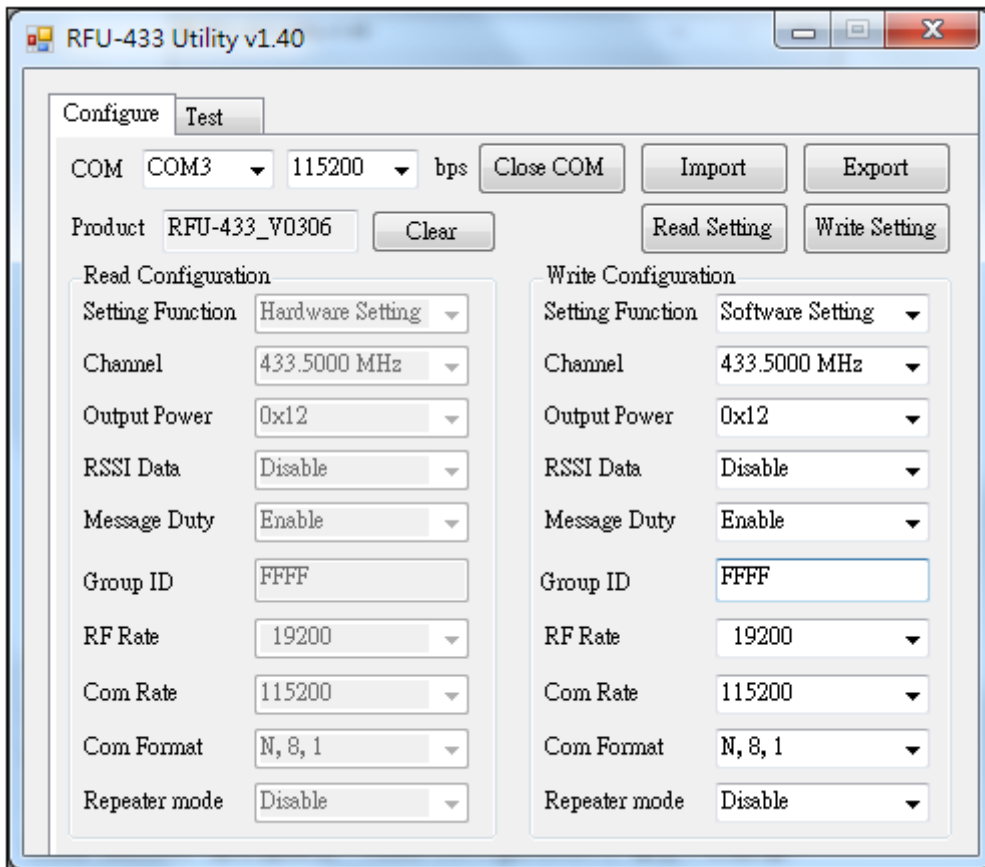 RFU-433 Utility v1.40
Configure Test
COM COM3 115200 bps Close COM Import Export
Product RFU-433_V0306 Clear Read Setting Write Setting
Read Configuration
Setting Function Hardware Setting
Channel 433.5000 MHz
Output Power 0x12
RSSI Data Disable
Message Duty Enable
Group ID FFFF
RF Rate 19200
Com Rate 115200
Com Format N, 8, 1
Repeater mode Disable
Write Configuration
Setting Function Software Setting
Channel 433.5000 MHz
Output Power 0x12
RSSI Data Disable
Message Duty Enable
Group ID FFFF
RF Rate 19200
Com Rate 115200
Com Format N, 8, 1
Repeater mode Disable